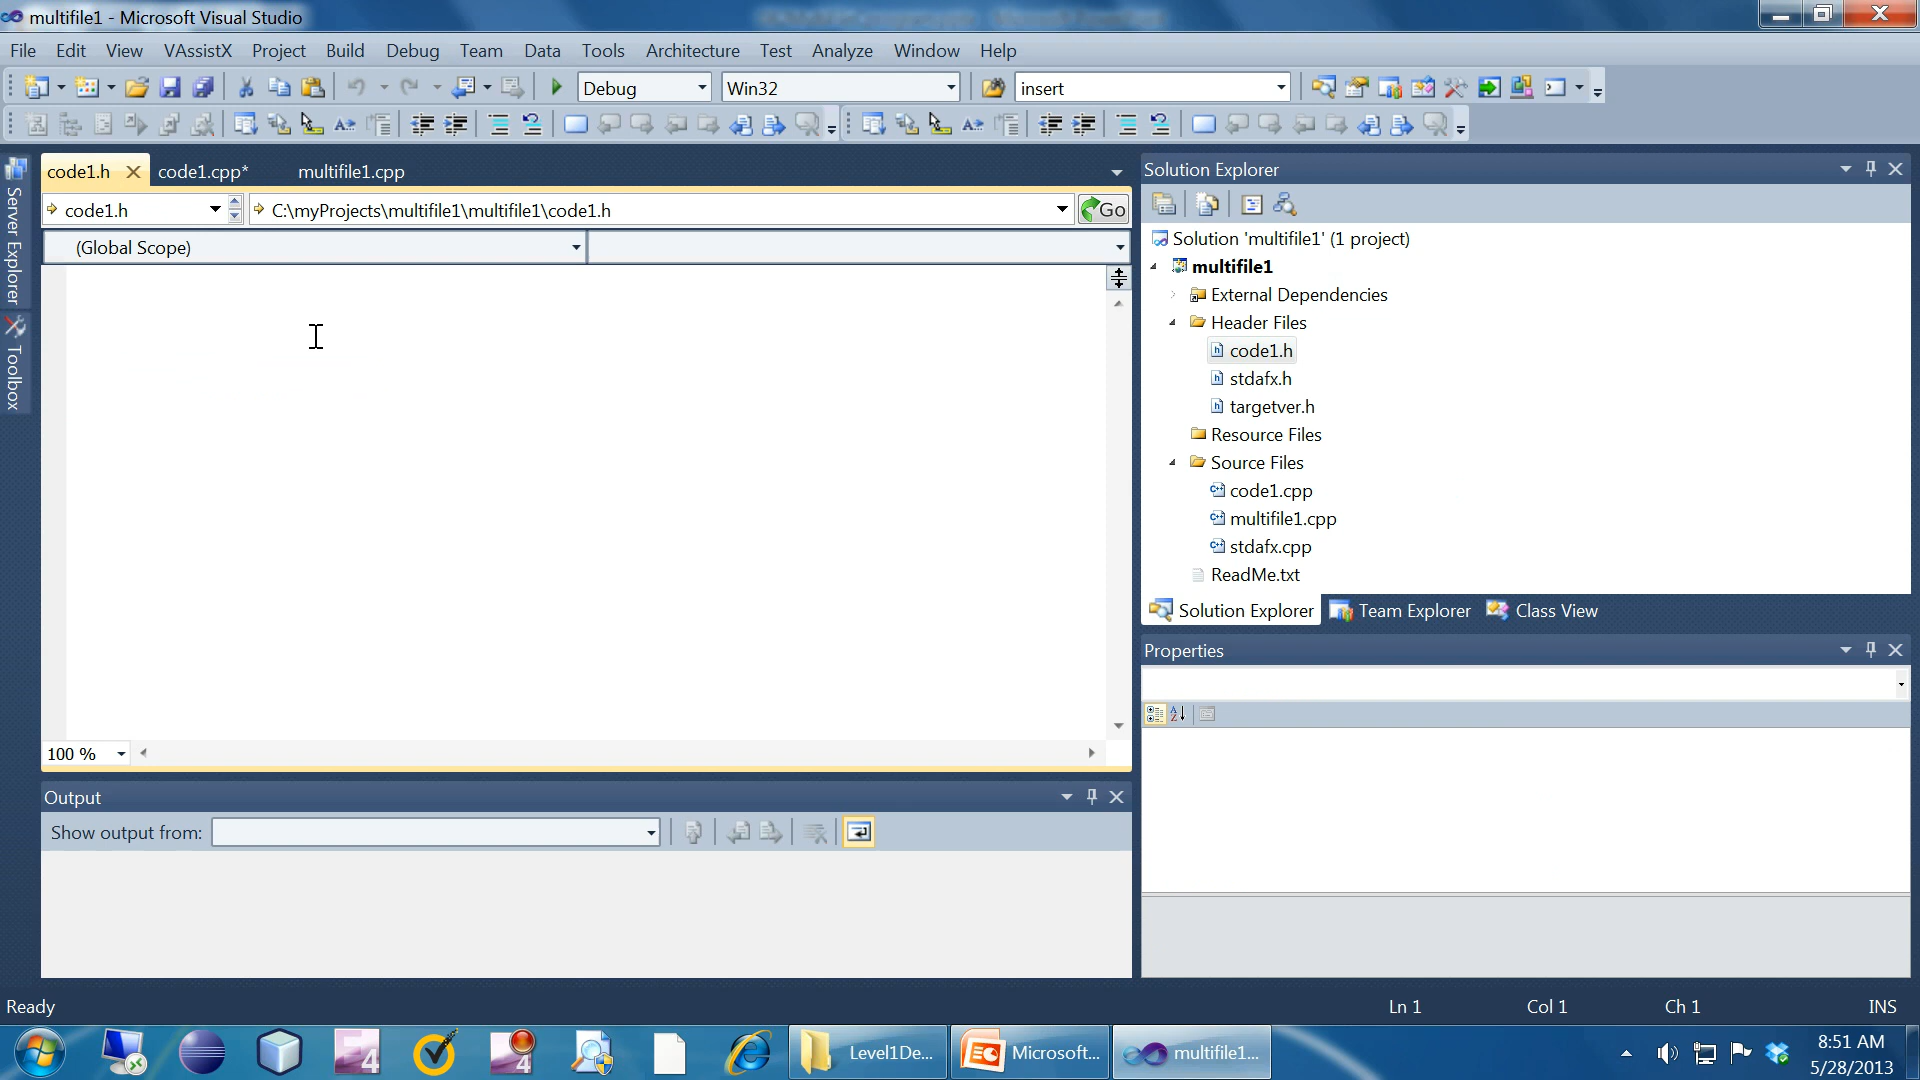 multifile1 - Microsoft Visual Studio
File Edit View VAssistX Project Build Debug Team Data Tools Architecture Test Analyze Window Help
Debug Win32 insert
Server Explorer
Toolbox
code1.h code1.cpp* multifile1.cpp
code1.h C:\myProjects\multifile1\multifile1\code1.h Go
(Global Scope)
100 %
Output
Show output from:
Solution Explorer
Solution 'multifile1' (1 project)
multifile1
External Dependencies
Header Files
code1.h
stdafx.h
targetver.h
Resource Files
Source Files
code1.cpp
multifile1.cpp
stdafx.cpp
ReadMe.txt
Solution Explorer Team Explorer Class View
Properties
Ready Ln 1 Col 1 Ch 1 INS
Level1De... Microsoft... multifile1...
8:51 AM
5/28/2013